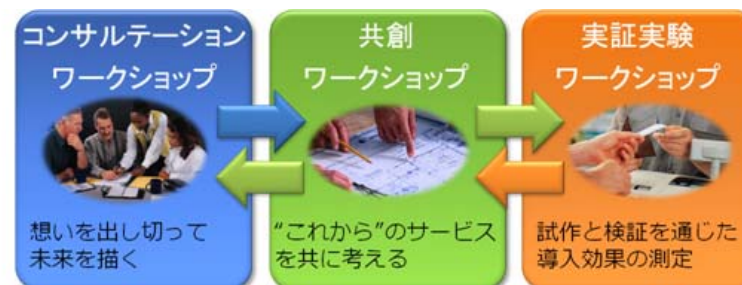 コンサルテーション
ワークショップ
想いを出し切って
未来を描く
共創
ワークショップ
“これから”のサービス
を共に考える
実証実験
ワークショップ
試作と検証を通じた
導入効果の測定